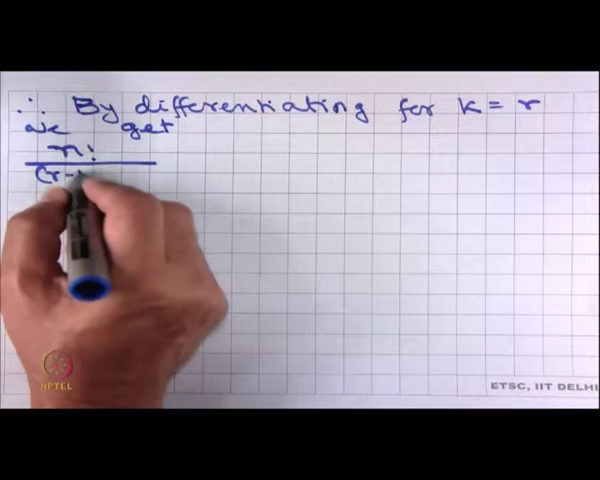 ∴ By differentiating for k = r
we get
n!
(r-
NPTEL
ETSC, IIT DELHI